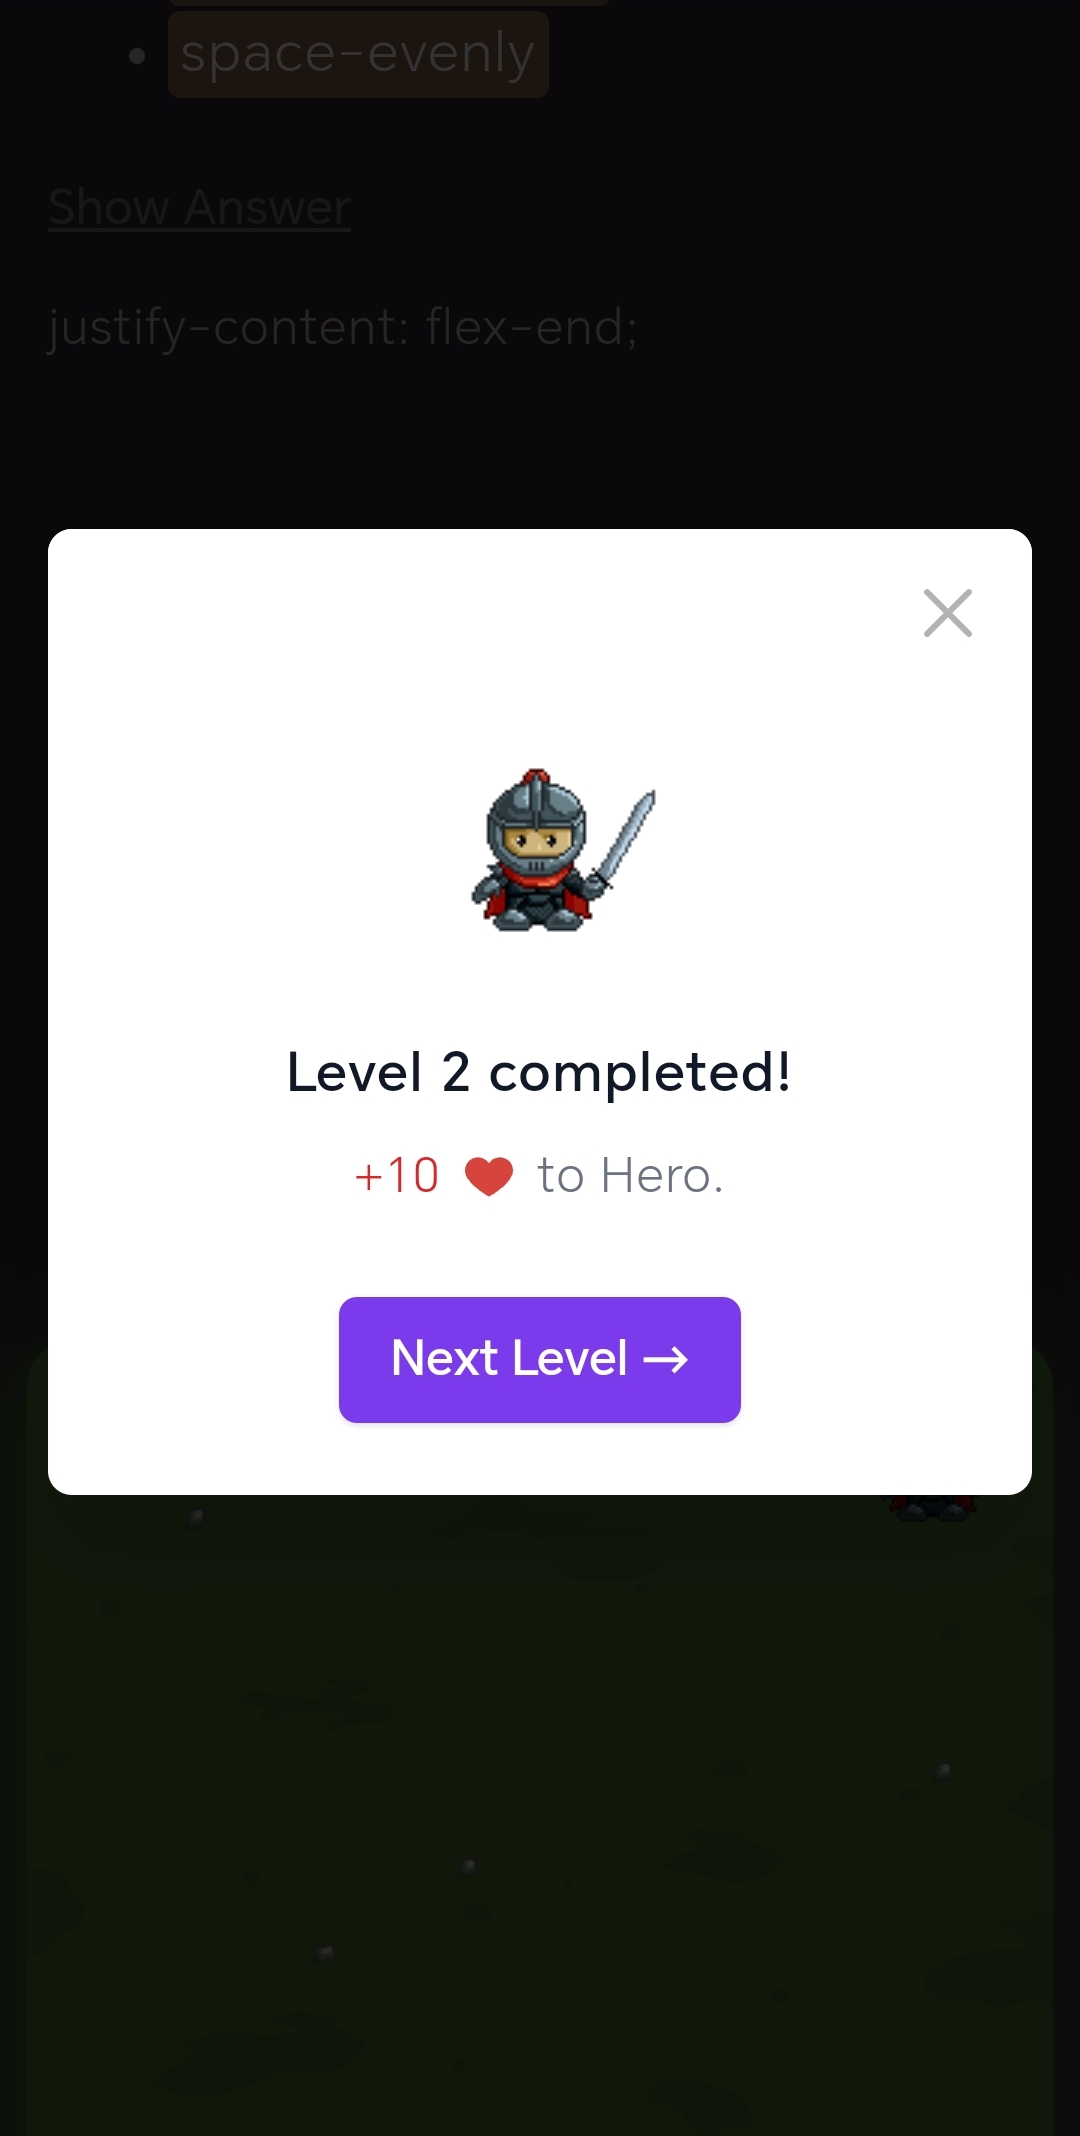 space-evenly
Show Answer
justify-content: flex-end;
Level 2 completed!
+10 ❤ to Hero.
Next Level →